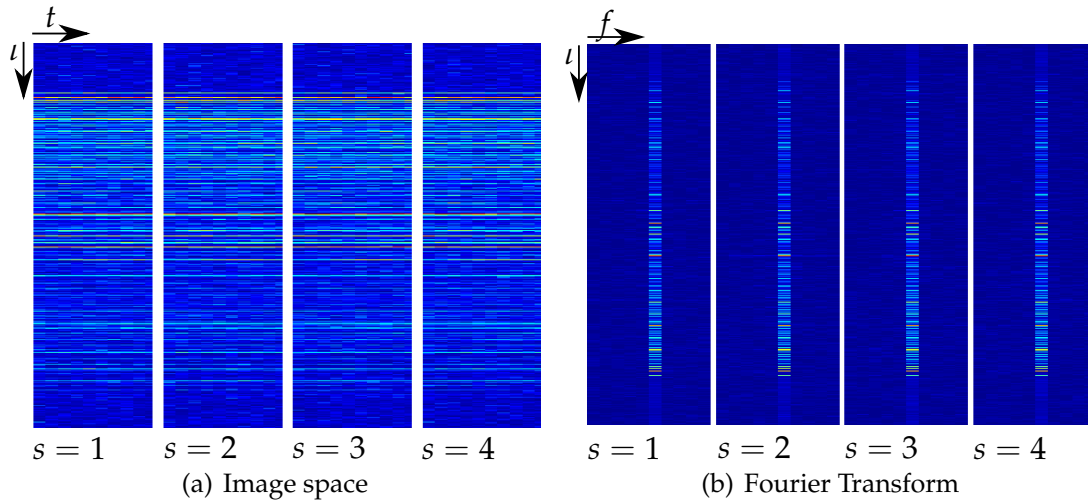 t
ι
s = 1
s = 2
s = 3
s = 4
(a) Image space
f
ι
s = 1
s = 2
s = 3
s = 4
(b) Fourier Transform